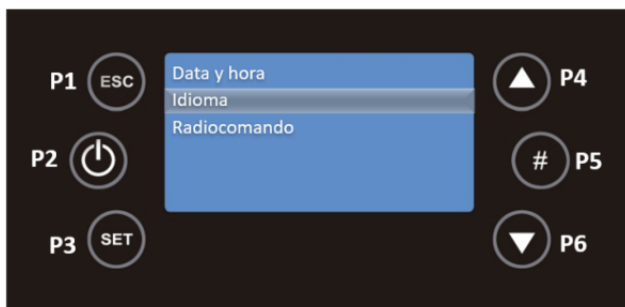 P1 ESC
Data y hora
Idioma
Radiocomando
P4
P2
# P5
P3 SET
P6